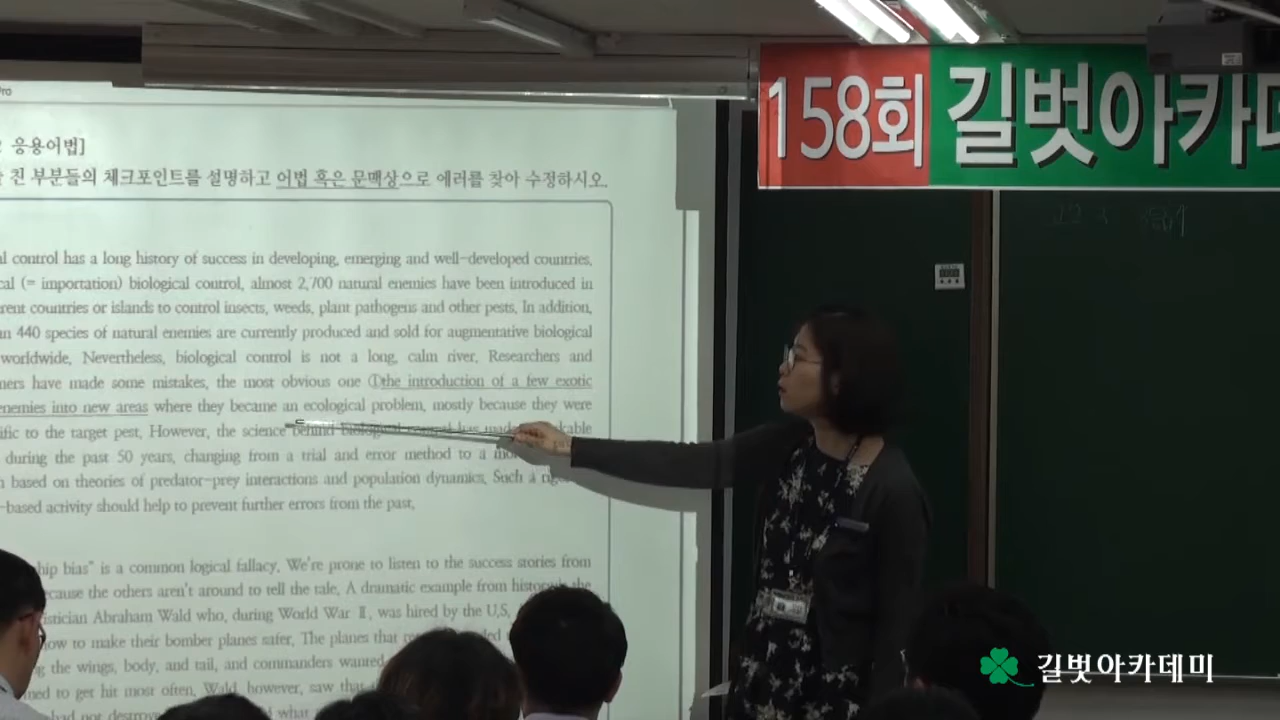 158회 길벗아카데
응용어법]
친 부분들의 체크포인트를 설명하고 어법 혹은 문맥상으로 에러를 찾아 수정하시오.
control has a long history of success in developing, emerging and well-developed countries.
(= importation) biological control, almost 2,700 natural enemies have been introduced in
countries or islands to control insects, weeds, plant pathogens and other pests. In addition,
440 species of natural enemies are currently produced and sold for augmentative biological
worldwide. Nevertheless, biological control is not a long, calm river. Researchers and
have made some mistakes, the most obvious one ①the introduction of a few exotic
enemies into new areas where they became an ecological problem, mostly because they were
to the target pest. However, the science behind biological control has made
during the past 50 years, changing from a trial and error method to a
based on theories of predator-prey interactions and population dynamics. Such a
-based activity should help to prevent further errors from the past.
bias" is a common logical fallacy. We're prone to listen to the success stories from
because the others aren't around to tell the tale. A dramatic example from history is the
Abraham Wald who, during World War Ⅱ, was hired by the U.S.
how to make their bomber planes safer. The planes that
the wings, body, and tail, and commanders wanted
to get hit most often. Wald, however, saw that
had not what
길벗아카데미